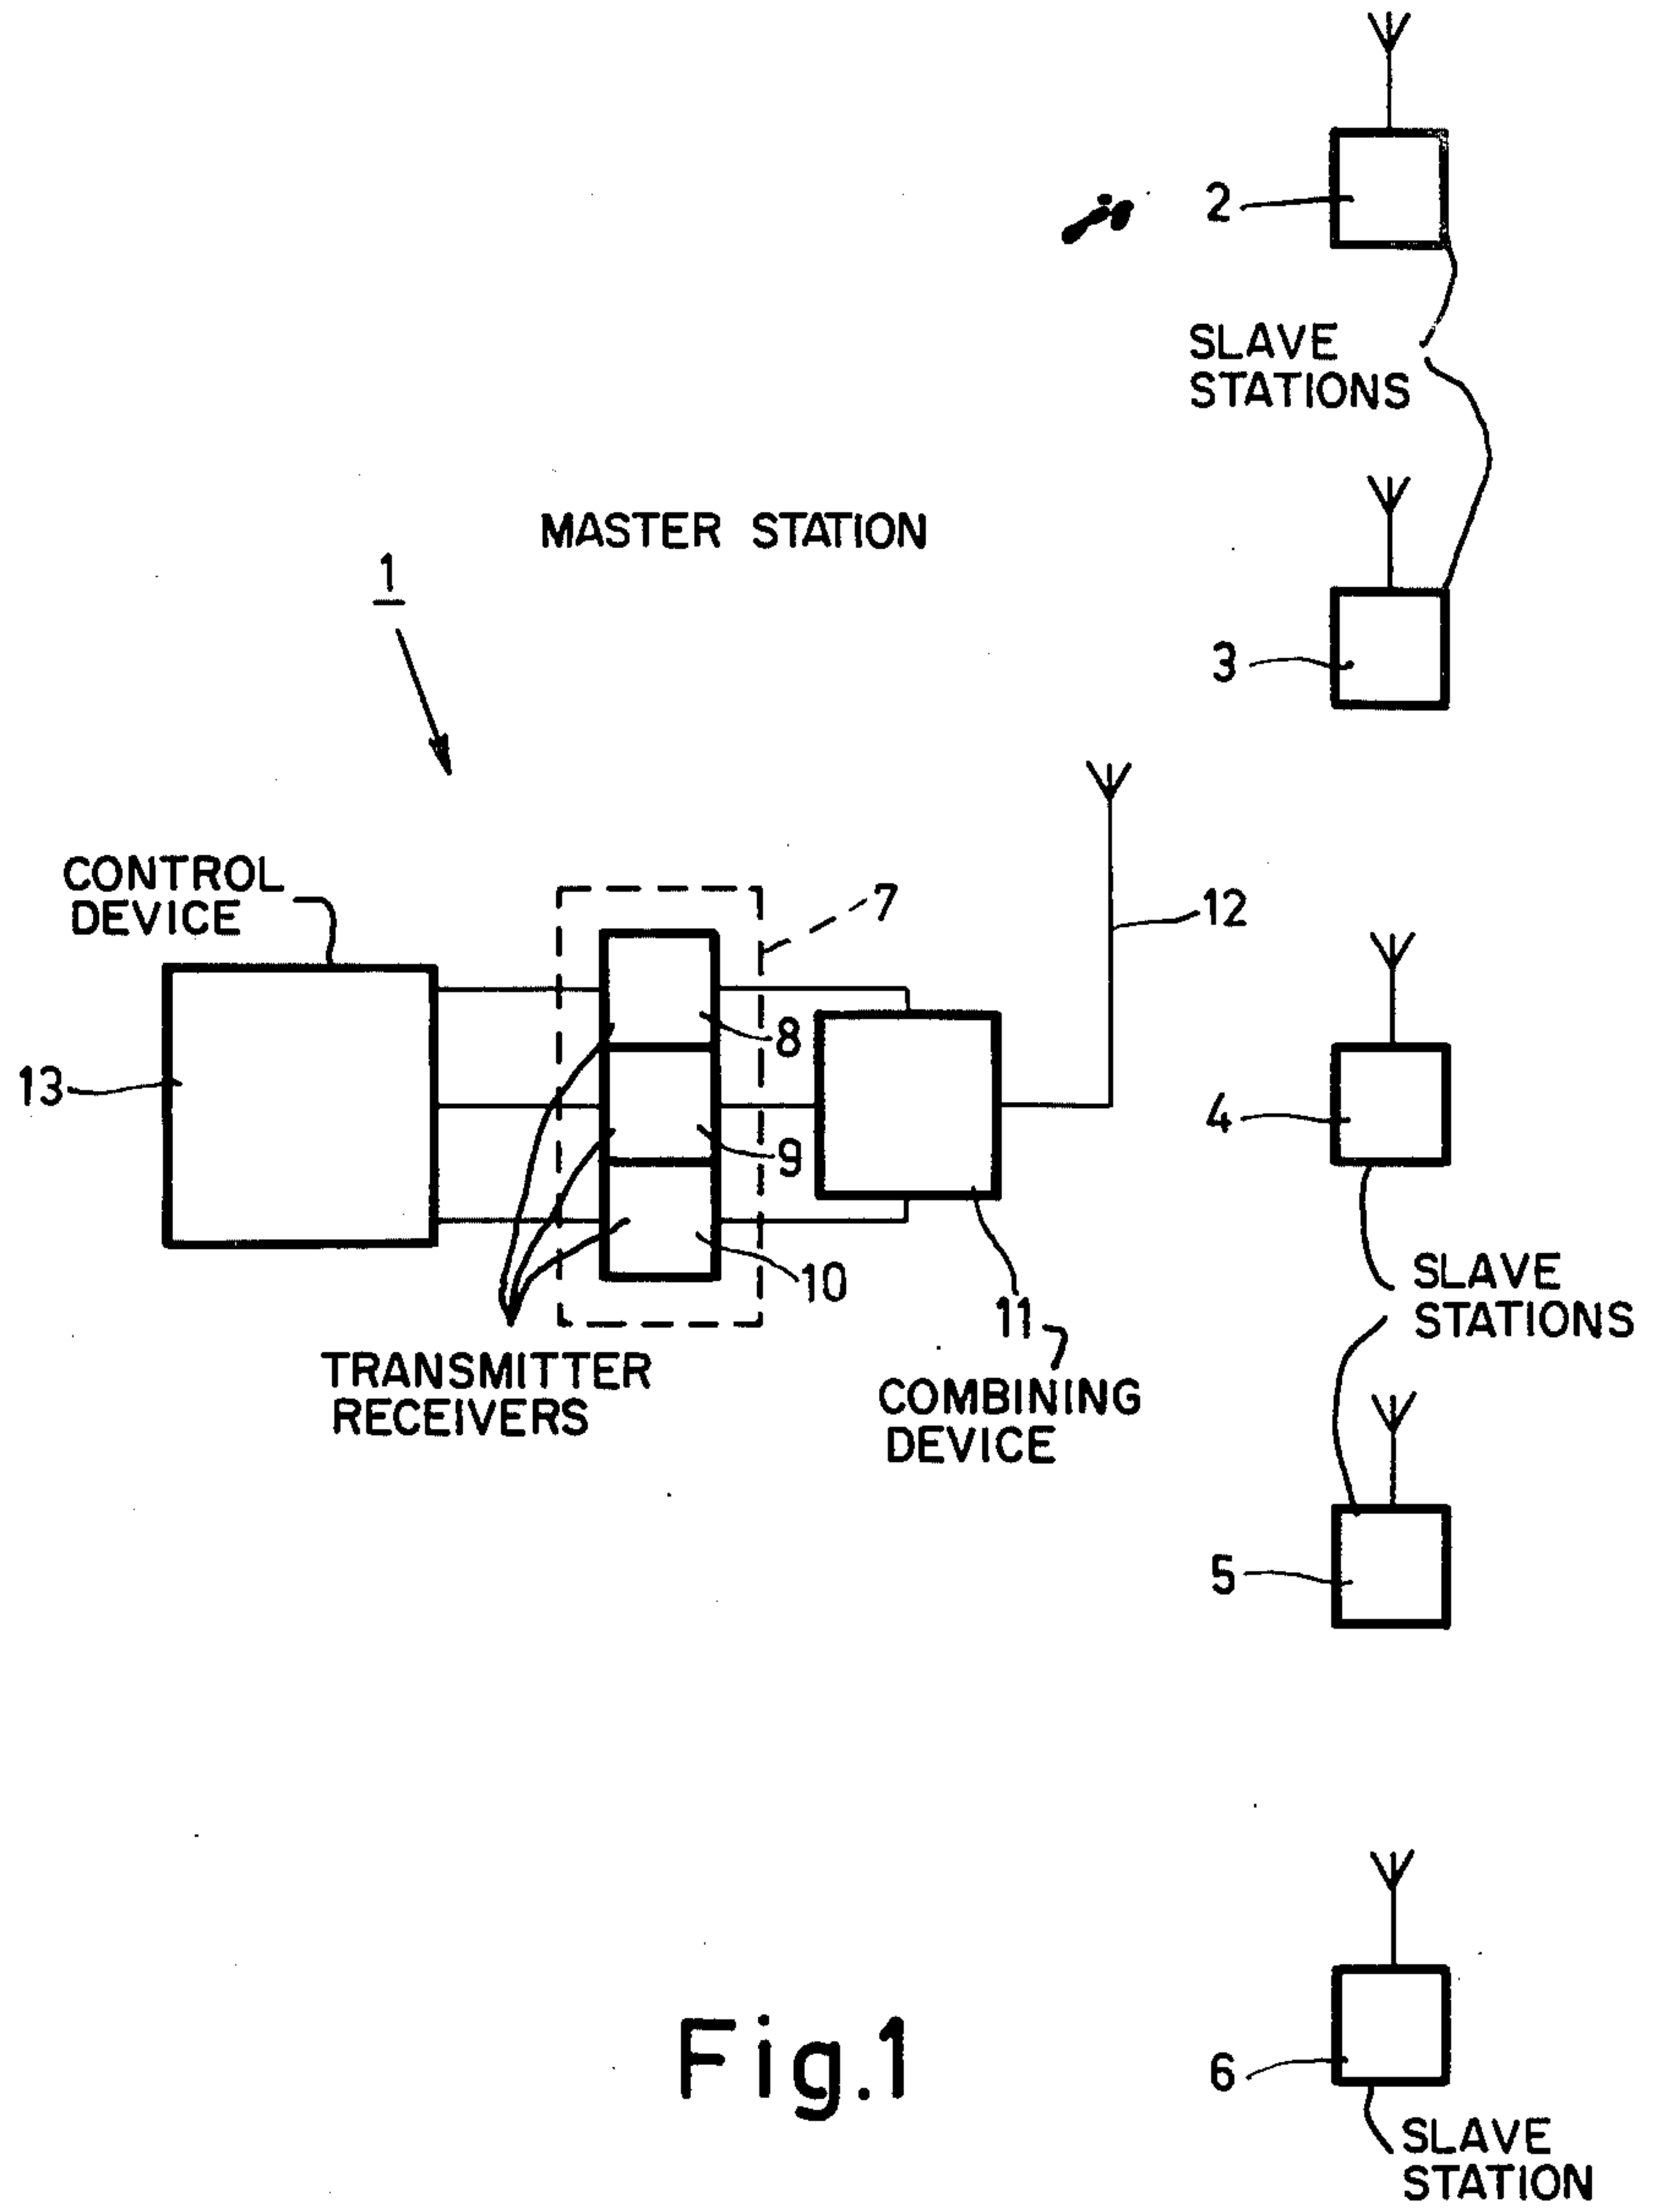 2
SLAVE
STATIONS
MASTER STATION
1
3
CONTROL
DEVICE
7
12
8
13
4
9
10
SLAVE
STATIONS
11
TRANSMITTER
RECEIVERS
COMBINING
DEVICE
5
Fig.1
6
SLAVE
STATION